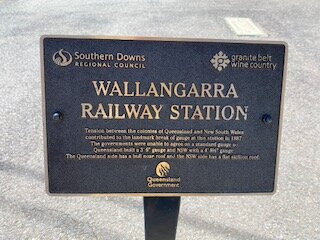 Southern Downs
REGIONAL COUNCIL
granite belt
wine country
WALLANGARRA
RAILWAY STATION
Tension between the colonies of Queensland and New South Wales
contributed to the landmark break of gauge at this station in 1887
The governments were unable to agree on a standard gauge
Queensland built a 3' 6" gauge and NSW with a 4' 8½" gauge
The Queensland side has a bull nose roof and the NSW side has a flat skillion roof
Queensland
Government